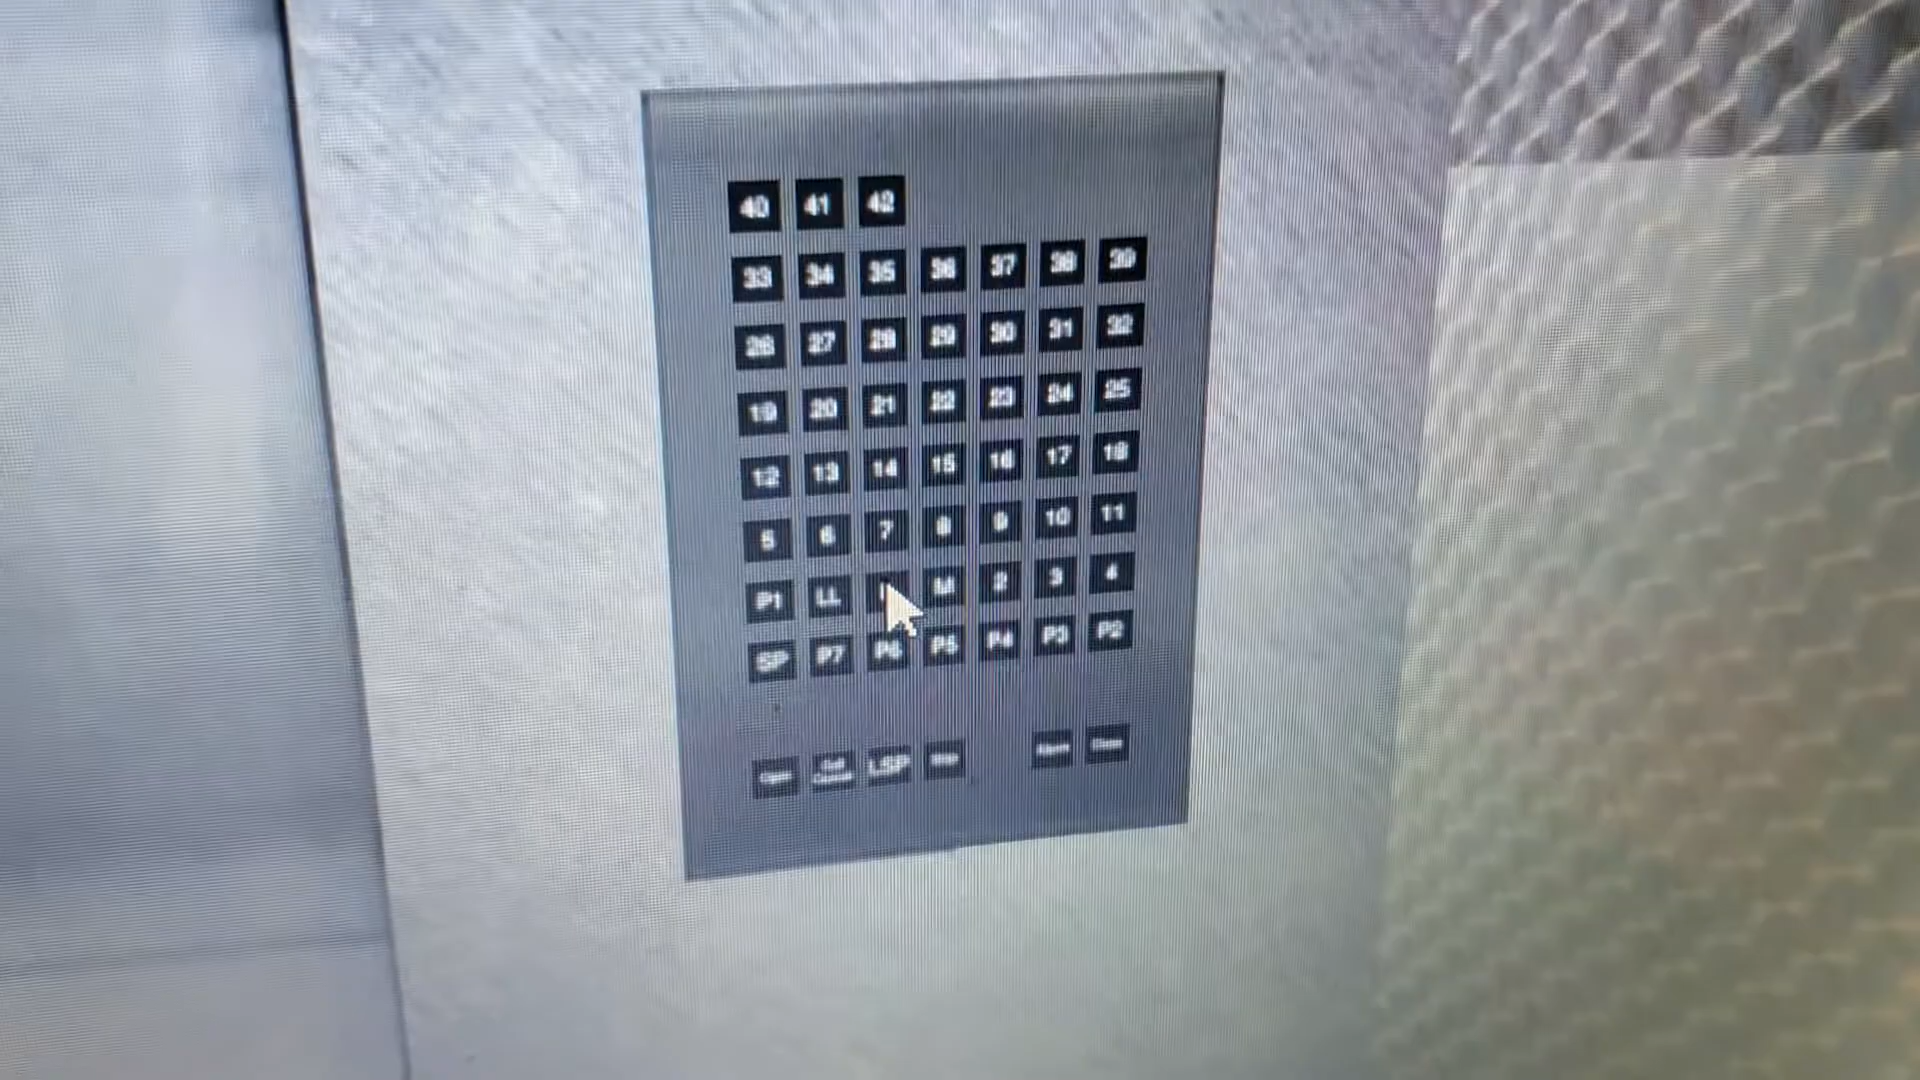 40 41 42
33 34 35 36 37 38 39
26 27 28 29 30 31 32
19 20 21 22 23 24 25
12 13 14 15 16 17 18
5 6 7 8 9 10 11
P1 LL M 2 3 4
SP P7 P6 P5 P4 P3 P2
LSP